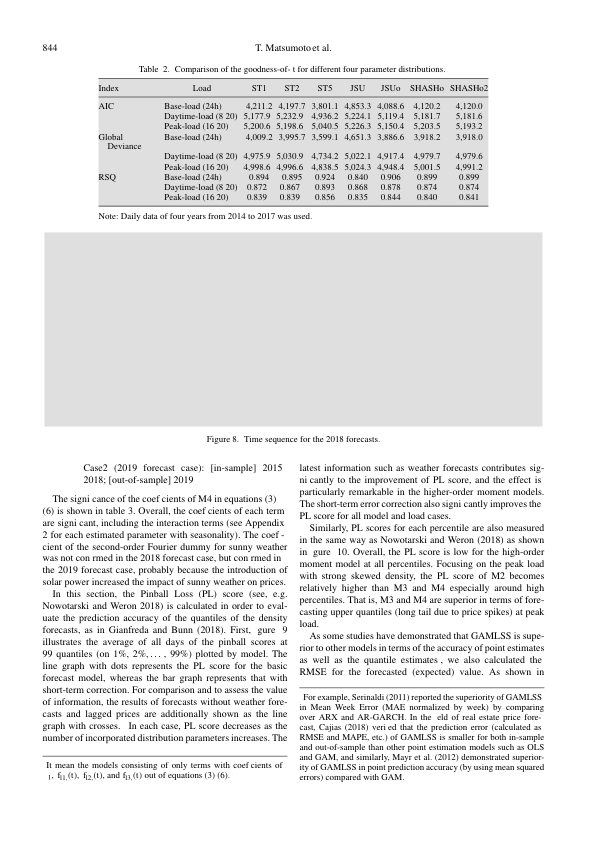 844
T. Matsumoto et al.
Table 2. Comparison of the goodness-of- t for different four parameter distributions.
Index Load ST1 ST2 ST5 JSU JSUo SHASHo SHASHo2
AIC Base-load (24h) 4,211.2 4,197.7 3,801.1 4,853.3 4,088.6 4,120.2 4,120.0
Daytime-load (8 20) 5,177.9 5,232.9 4,936.2 5,224.1 5,119.4 5,181.7 5,181.6
Peak-load (16 20) 5,200.6 5,198.6 5,040.5 5,226.3 5,150.4 5,203.5 5,193.2
Global Base-load (24h) 4,009.2 3,995.7 3,599.1 4,651.3 3,886.6 3,918.2 3,918.0
Deviance
Daytime-load (8 20) 4,975.9 5,030.9 4,734.2 5,022.1 4,917.4 4,979.7 4,979.6
Peak-load (16 20) 4,998.6 4,996.6 4,838.5 5,024.3 4,948.4 5,001.5 4,991.2
RSQ Base-load (24h) 0.894 0.895 0.924 0.840 0.906 0.899 0.899
Daytime-load (8 20) 0.872 0.867 0.893 0.868 0.878 0.874 0.874
Peak-load (16 20) 0.839 0.839 0.856 0.835 0.844 0.840 0.841
Note: Daily data of four years from 2014 to 2017 was used.
Figure 8. Time sequence for the 2018 forecasts.
Case2 (2019 forecast case): [in-sample] 2015
2018; [out-of-sample] 2019
The signi cance of the coef cients of M4 in equations (3)
(6) is shown in table 3. Overall, the coef cients of each term
are signi cant, including the interaction terms (see Appendix
2 for each estimated parameter with seasonality). The coef -
cient of the second-order Fourier dummy for sunny weather
was not con rmed in the 2018 forecast case, but con rmed in
the 2019 forecast case, probably because the introduction of
solar power increased the impact of sunny weather on prices.
In this section, the Pinball Loss (PL) score (see, e.g.
Nowotarski and Weron 2018) is calculated in order to eval-
uate the prediction accuracy of the quantiles of the density
forecasts, as in Gianfreda and Bunn (2018). First, gure 9
illustrates the average of all days of the pinball scores at
99 quantiles (on 1%, 2%,. . . , 99%) plotted by model. The
line graph with dots represents the PL score for the basic
forecast model, whereas the bar graph represents that with
short-term correction. For comparison and to assess the value
of information, the results of forecasts without weather fore-
casts and lagged prices are additionally shown as the line
graph with crosses. In each case, PL score decreases as the
number of incorporated distribution parameters increases. The
It mean the models consisting of only terms with coef cients of
1, fl1,(t), fl2,(t), and fl3,(t) out of equations (3) (6).
latest information such as weather forecasts contributes sig-
ni cantly to the improvement of PL score, and the effect is
particularly remarkable in the higher-order moment models.
The short-term error correction also signi cantly improves the
PL score for all model and load cases.
Similarly, PL scores for each percentile are also measured
in the same way as Nowotarski and Weron (2018) as shown
in gure 10. Overall, the PL score is low for the high-order
moment model at all percentiles. Focusing on the peak load
with strong skewed density, the PL score of M2 becomes
relatively higher than M3 and M4 especially around high
percentiles. That is, M3 and M4 are superior in terms of fore-
casting upper quantiles (long tail due to price spikes) at peak
load.
As some studies have demonstrated that GAMLSS is supe-
rior to other models in terms of the accuracy of point estimates
as well as the quantile estimates , we also calculated the
RMSE for the forecasted (expected) value. As shown in
For example, Serinaldi (2011) reported the superiority of GAMLSS
in Mean Week Error (MAE normalized by week) by comparing
over ARX and AR-GARCH. In the eld of real estate price fore-
cast, Cajias (2018) veri ed that the prediction error (calculated as
RMSE and MAPE, etc.) of GAMLSS is smaller for both in-sample
and out-of-sample than other point estimation models such as OLS
and GAM, and similarly, Mayr et al. (2012) demonstrated superior-
ity of GAMLSS in point prediction accuracy (by using mean squared
errors) compared with GAM.